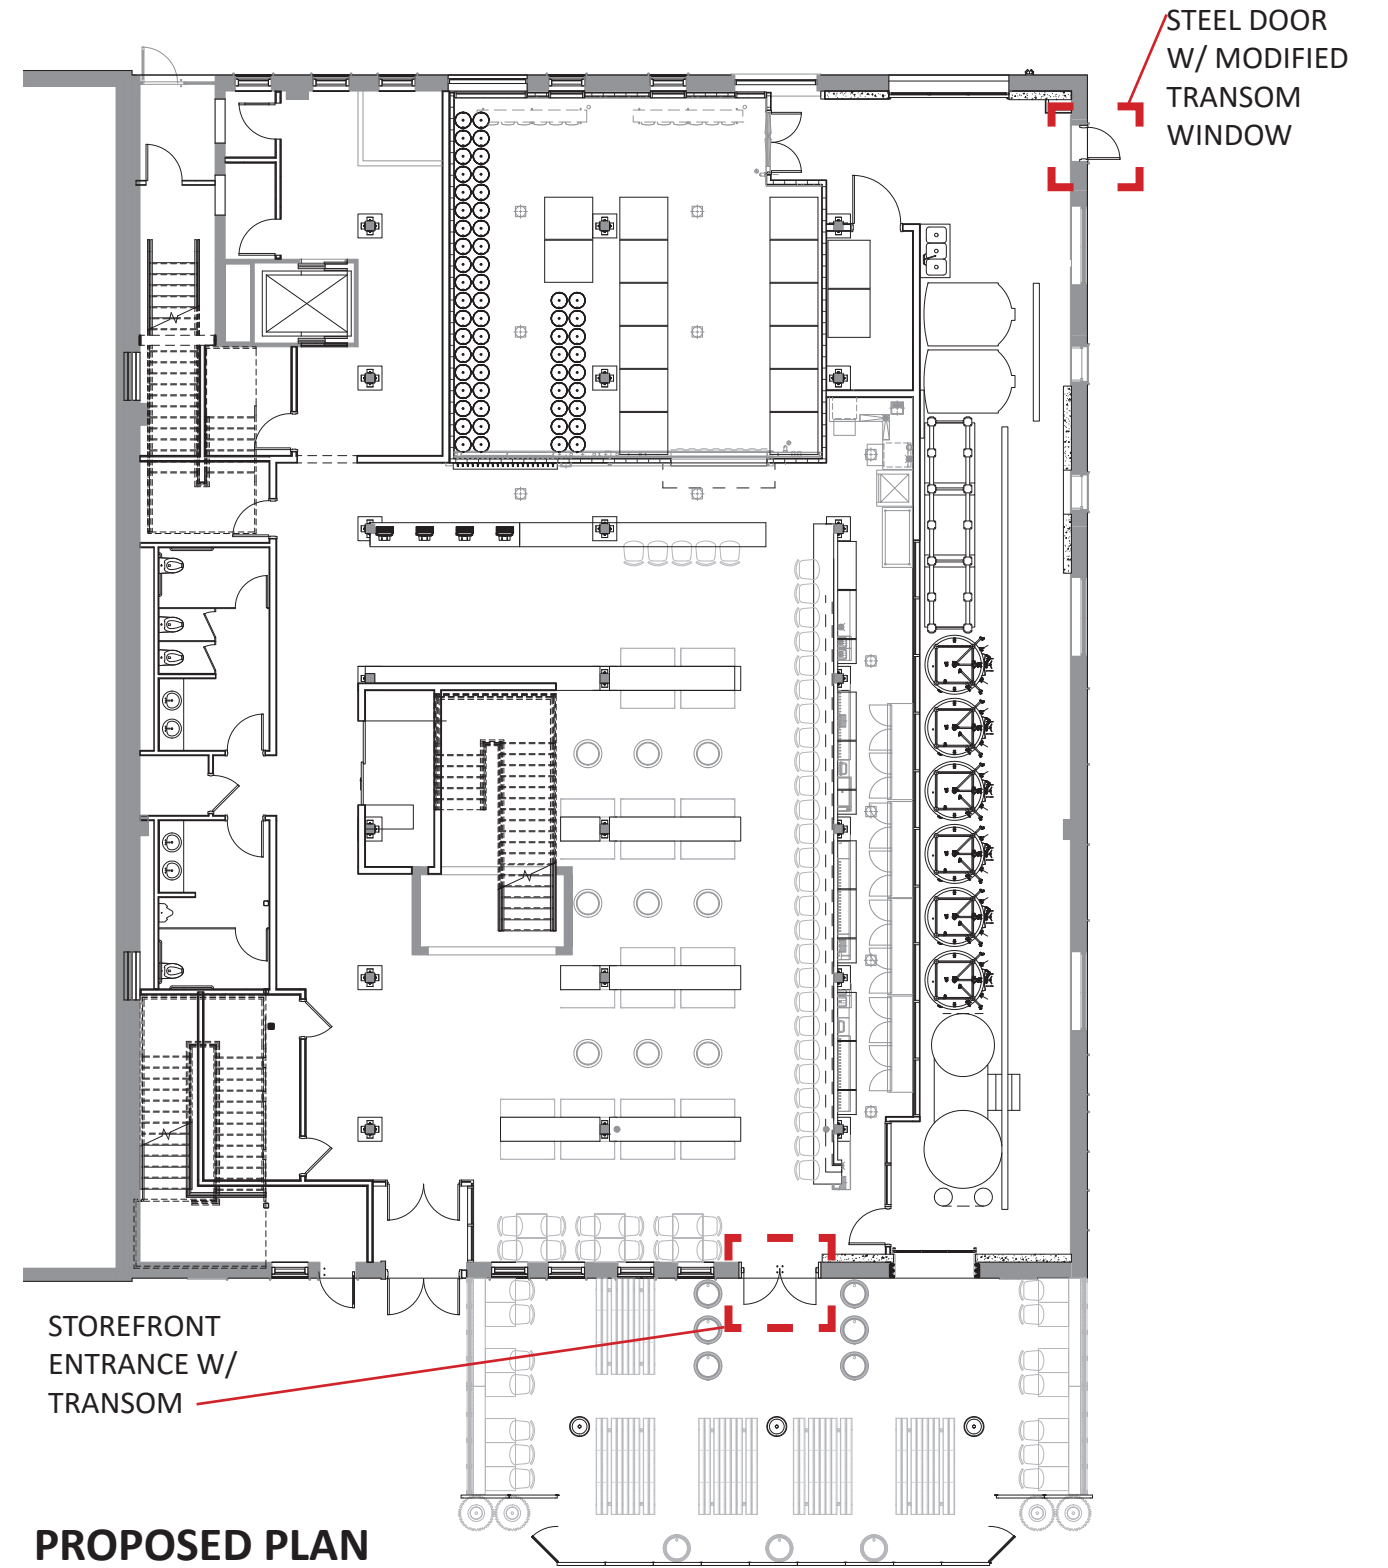 STEEL DOOR
W/ MODIFIED
TRANSOM
WINDOW
STOREFRONT
ENTRANCE W/
TRANSOM
PROPOSED PLAN